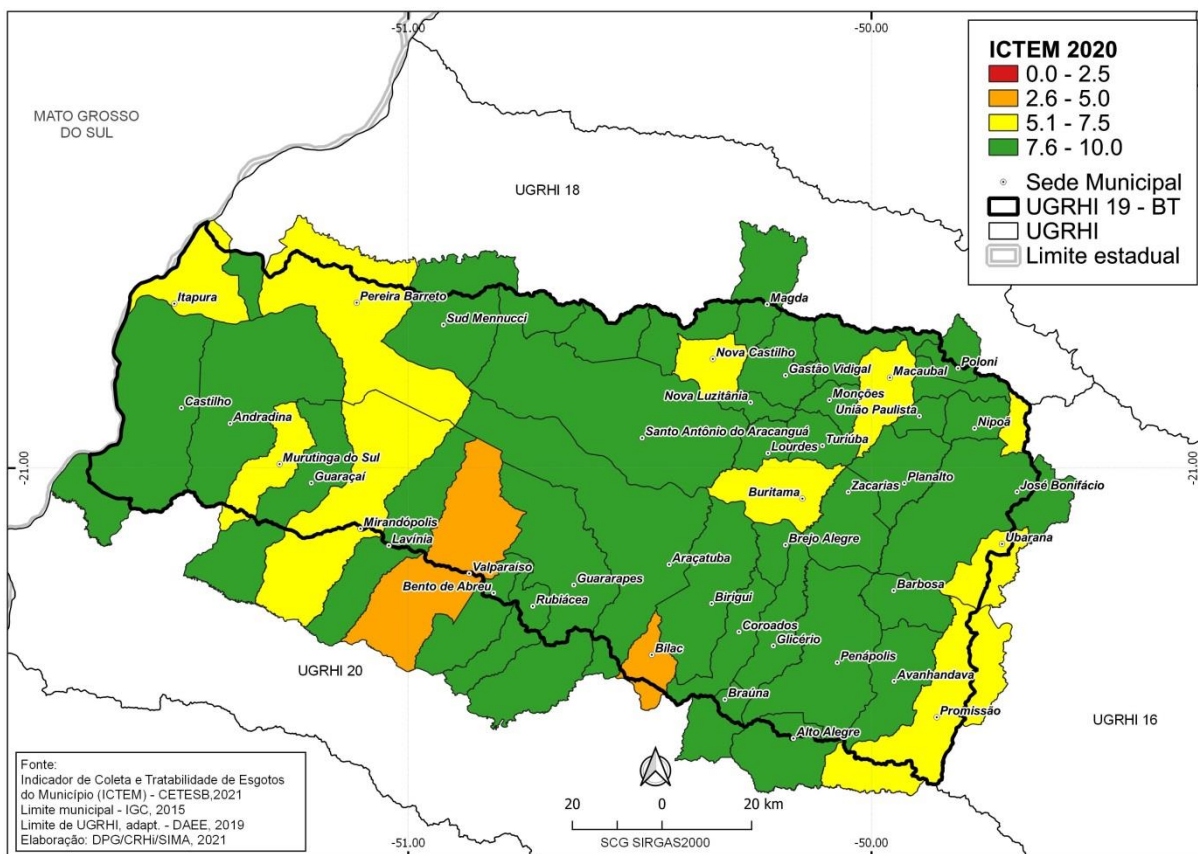 -51.00
-50.00
ICTEM 2020
0.0 - 2.5
2.6 - 5.0
5.1 - 7.5
7.6 - 10.0
Sede Municipal
UGRHI 19 - BT
UGRHI
Limite estadual
MATO GROSSO
DO SUL
UGRHI 18
Itapura
Pereira Barreto
Sud Mennucci
Magda
Nova Castilho
Gastão Vidigal
Macaubal
Poloni
Castilho
Andradina
Nova Luzitânia
Monções
União Paulista
Nipoã
Santo Antônio do Aracanguá
Turiúba
Lourdes
Murutinga do Sul
Guaraçaí
-21.00
-21.00
Buritama
Zacarias
Planalto
José Bonifácio
Mirandópolis
Lavínia
Brejo Alegre
Ubarana
Valparaíso
Bento de Abreu
Rubiácea
Guararapes
Araçatuba
Birigui
Barbosa
Coroados
Glicério
Bilac
Penápolis
Avanhandava
Braúna
Promissão
Alto Alegre
UGRHI 20
UGRHI 16
Fonte:
Indicador de Coleta e Tratabilidade de Esgotos
do Município (ICTEM) - CETESB,2021
Limite municipal - IGC, 2015
Limite de UGRHI, adapt. - DAEE, 2019
Elaboração: DPG/CRHi/SIMA, 2021
20 0 20 km
SCG SIRGAS2000
-51.00
-50.00